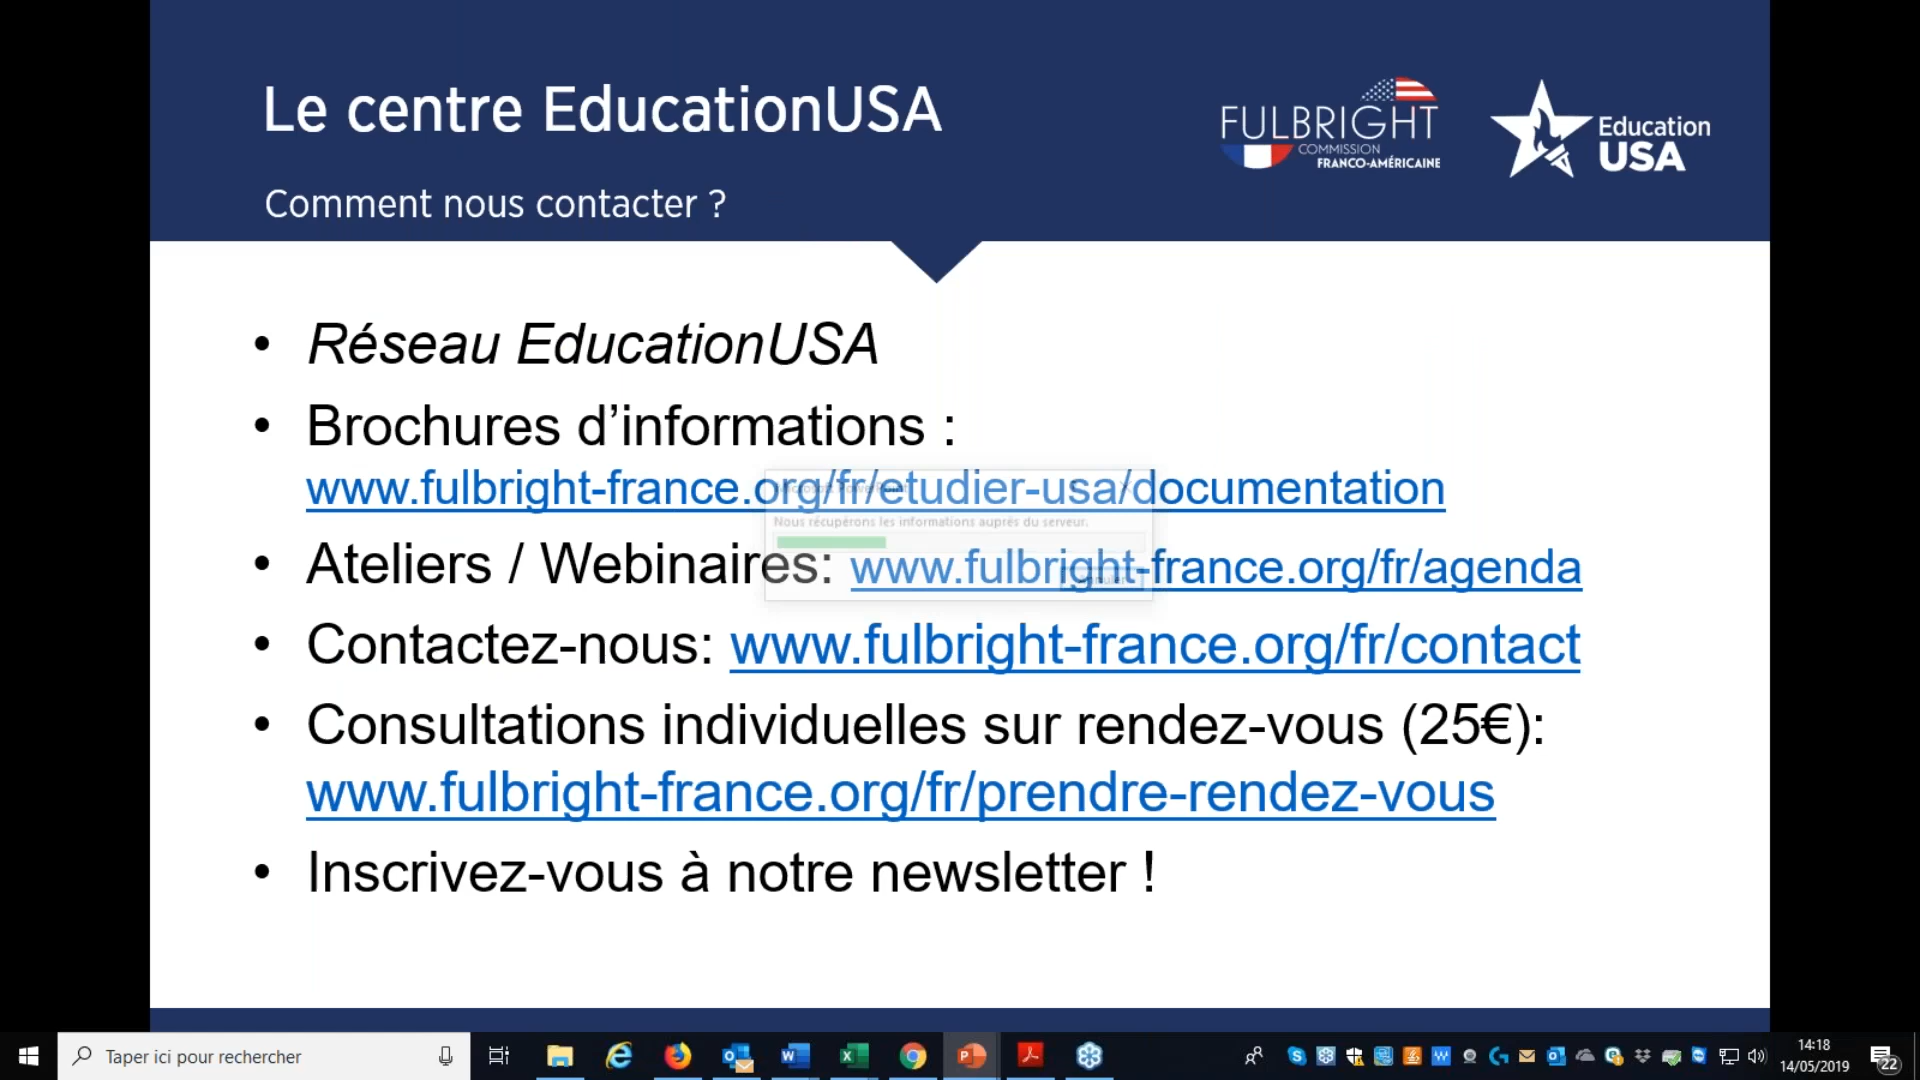 Le centre EducationUSA
FULBRIGHT
COMMISSION
FRANCO-AMÉRICAINE
Education
USA
Comment nous contacter ?
• Réseau EducationUSA
• Brochures d’informations :
www.fulbright-france.org/fr/etudier-usa/documentation
Nous récupérons les informations auprès du serveur.
• Ateliers / Webinaires: www.fulbright-france.org/fr/agenda
Annuler
• Contactez-nous: www.fulbright-france.org/fr/contact
• Consultations individuelles sur rendez-vous (25€):
www.fulbright-france.org/fr/prendre-rendez-vous
• Inscrivez-vous à notre newsletter !
Taper ici pour rechercher
14:18
14/05/2019
22